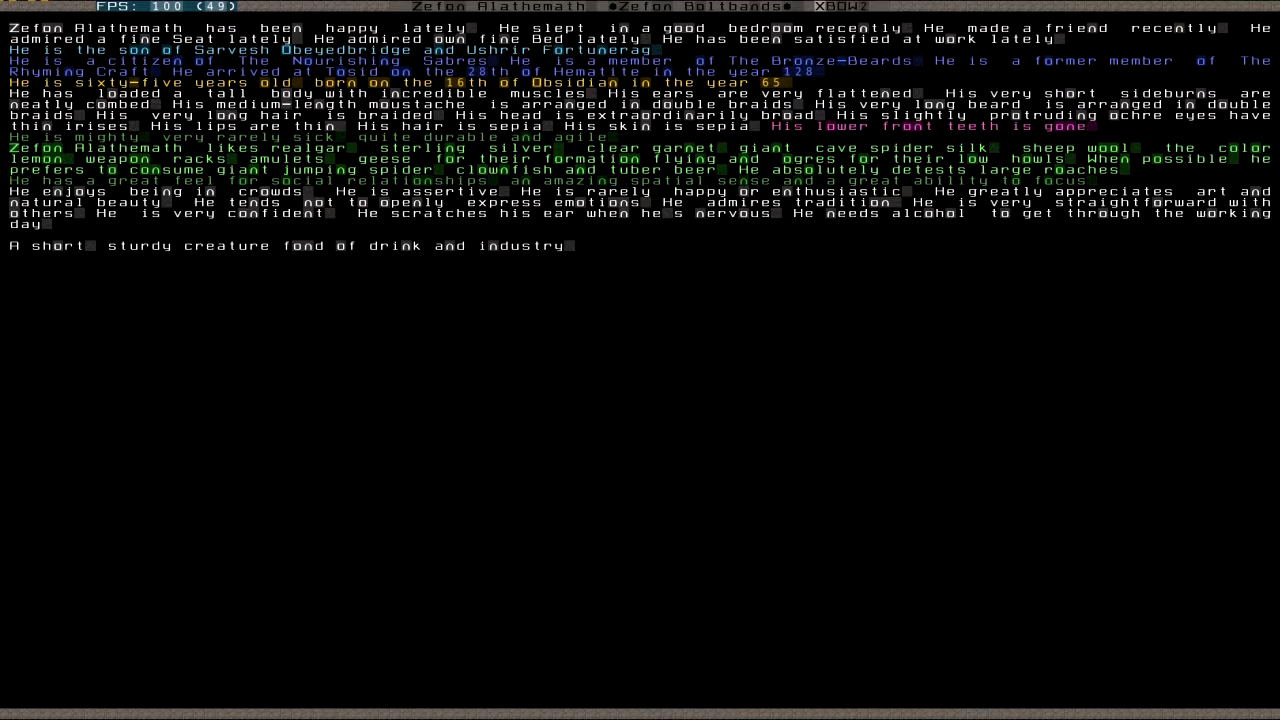 FPS: 100 (49) Zefon Alathemath •Zefon Boltbands• XBOW2
Zefon Alathemath has been happy lately He slept in a good bedroom recently He made a friend recently He
admired a fine Seat lately He admired own fine Bed lately He has been satisfied at work lately
He is the son of Sarvesh Obeyedbridge and Ushrir Fortunerag
He is a citizen of The Nourishing Sabres He is a member of The Bronze-Beards He is a former member of The
Rhyming Craft He arrived at Tosid on the 28th of Hematite in the year 128
He is sixty-five years old born on the 16th of Obsidian in the year 65
He has loaded a tall body with incredible muscles His ears are very flattened His very short sideburns are
neatly combed His medium-length moustache is arranged in double braids His very long beard is arranged in double
braids His very long hair is braided His head is extraordinarily broad His slightly protruding ochre eyes have
thin irises His lips are thin His hair is sepia His skin is sepia His lower front teeth is gone
He is mighty very rarely sick quite durable and agile
Zefon Alathemath likes realgar sterling silver clear garnet giant cave spider silk sheep wool the color
lemon weapon racks amulets geese for their formation flying and ogres for their low howls When possible he
prefers to consume giant jumping spider clownfish and tuber beer He absolutely detests large roaches
He has a great feel for social relationships an amazing spatial sense and a great ability to focus
He enjoys being in crowds He is assertive He is rarely happy or enthusiastic He greatly appreciates art and
natural beauty He tends not to openly express emotions He admires tradition He is very straightforward with
others He is very confident He scratches his ear when he's nervous He needs alcohol to get through the working
day
A short sturdy creature fond of drink and industry